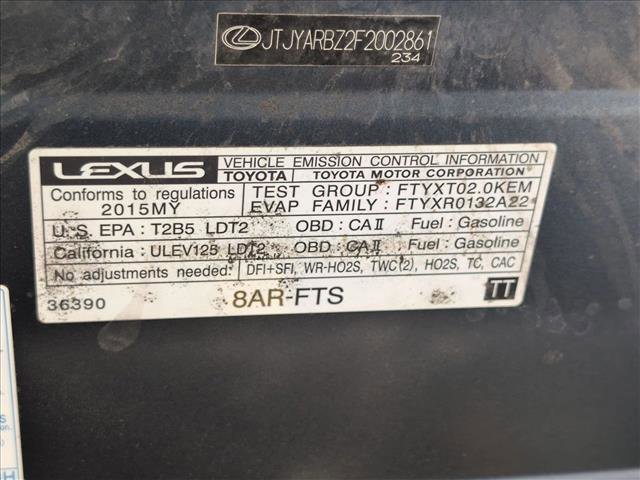 JTJYARBZ2F2002861
234
LEXUS
VEHICLE EMISSION CONTROL INFORMATION
TOYOTA TOYOTA MOTOR CORPORATION
Conforms to regulations
2015MY
TEST GROUP: FTYXT02.0KEM
EVAP FAMILY: FTYXR0132A22
U.S. EPA: T2B5 LDT2 OBD: CAII Fuel: Gasoline
California: ULEV125 LDT2 OBD: CAII Fuel: Gasoline
No adjustments needed: DFI+SFI, WR-HO2S, TWC(2), HO2S, TC, CAC
36390 8AR-FTS TT